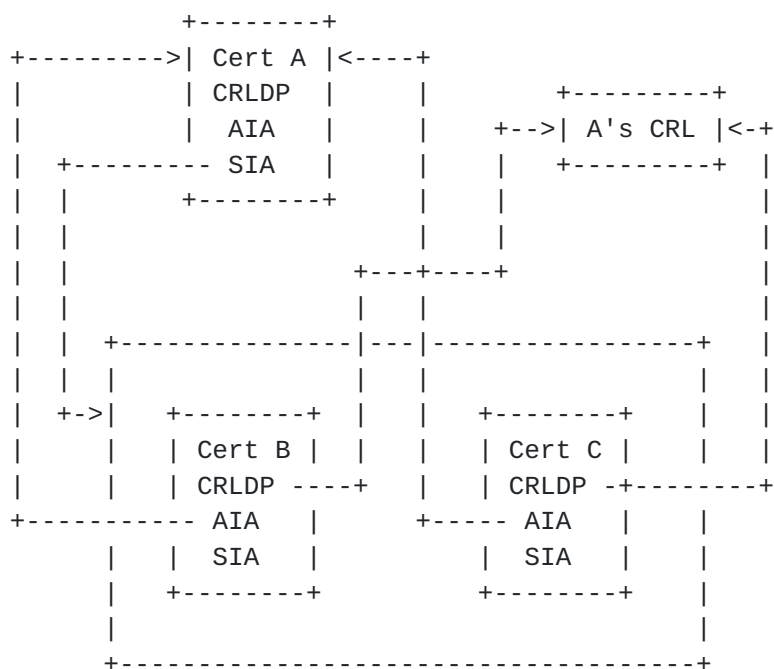 Cert A
CRLDP
A's CRL
AIA
SIA
Cert B Cert C
CRLDP CRLDP
AIA AIA
SIA SIA